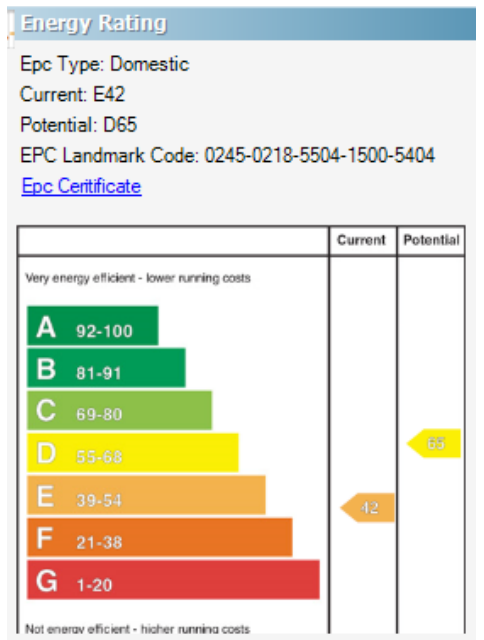 Energy Rating
Epc Type: Domestic
Current: E42
Potential: D65
EPC Landmark Code: 0245-0218-5504-1500-5404
Epc Ceritificate
Current Potential
Very energy efficient - lower running costs
A 92-100
B 81-91
C 69-80
D 55-68
65
E 39-54
42
F 21-38
G 1-20
Not energy efficient - higher running costs